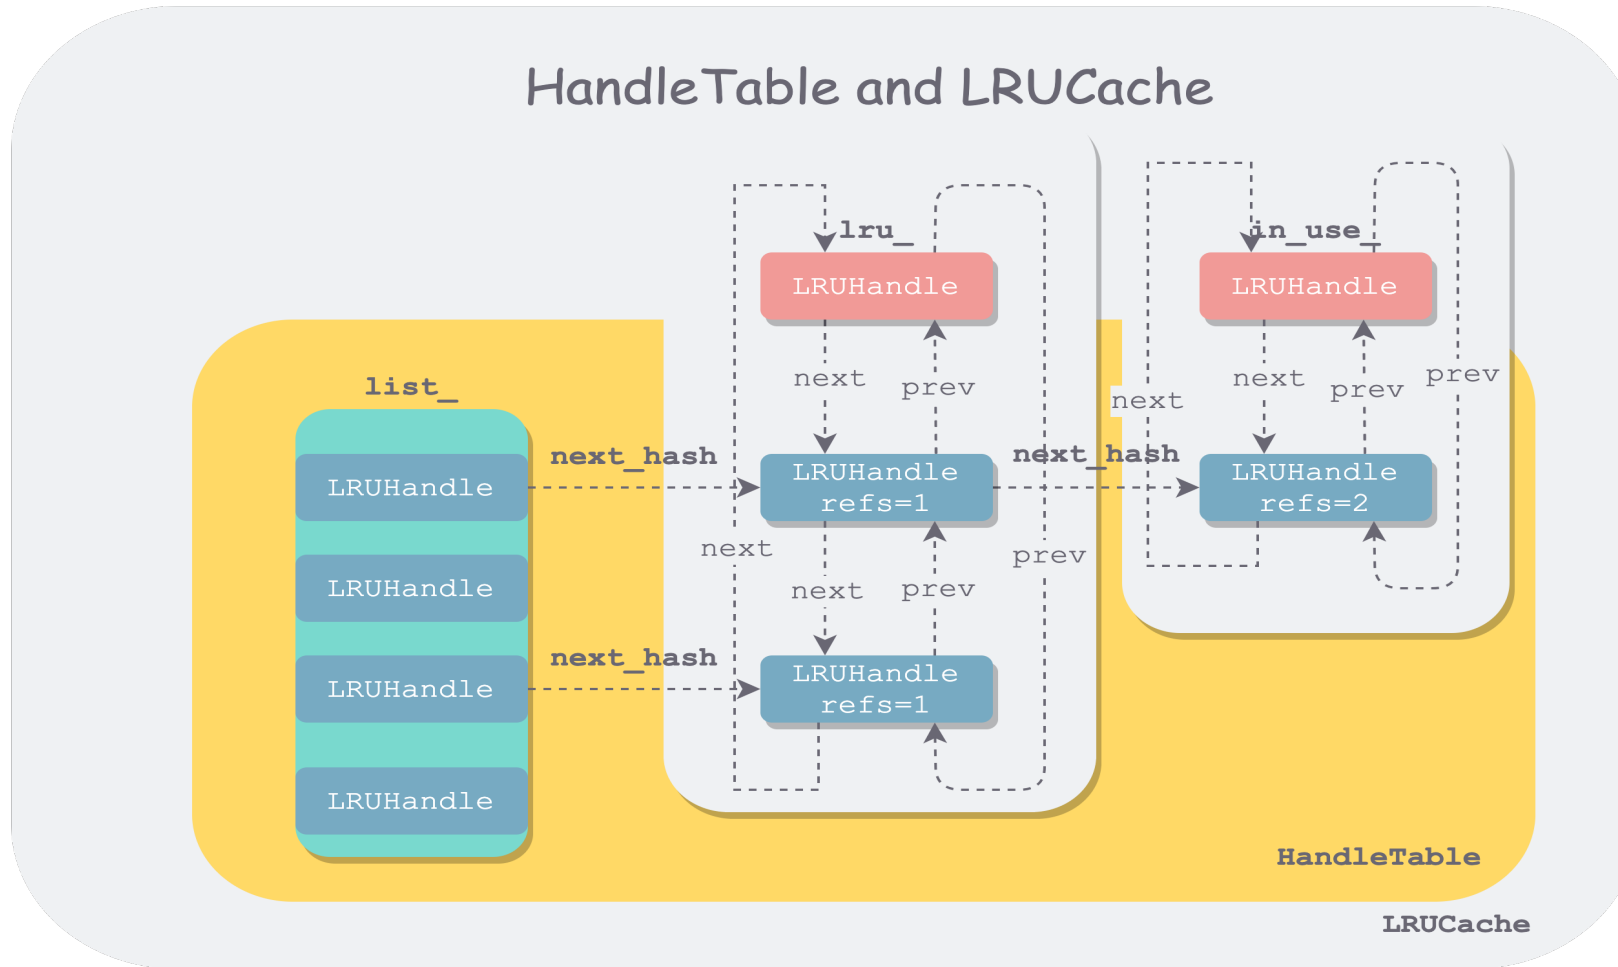 HandleTable and LRUCache
lru_
in_use_
LRUHandle
LRUHandle
next
prev
next
prev
prev
next
list_
next_hash
next_hash
LRUHandle
LRUHandle
refs=1
LRUHandle
refs=2
next
prev
LRUHandle
next
prev
next_hash
LRUHandle
LRUHandle
refs=1
LRUHandle
HandleTable
LRUCache